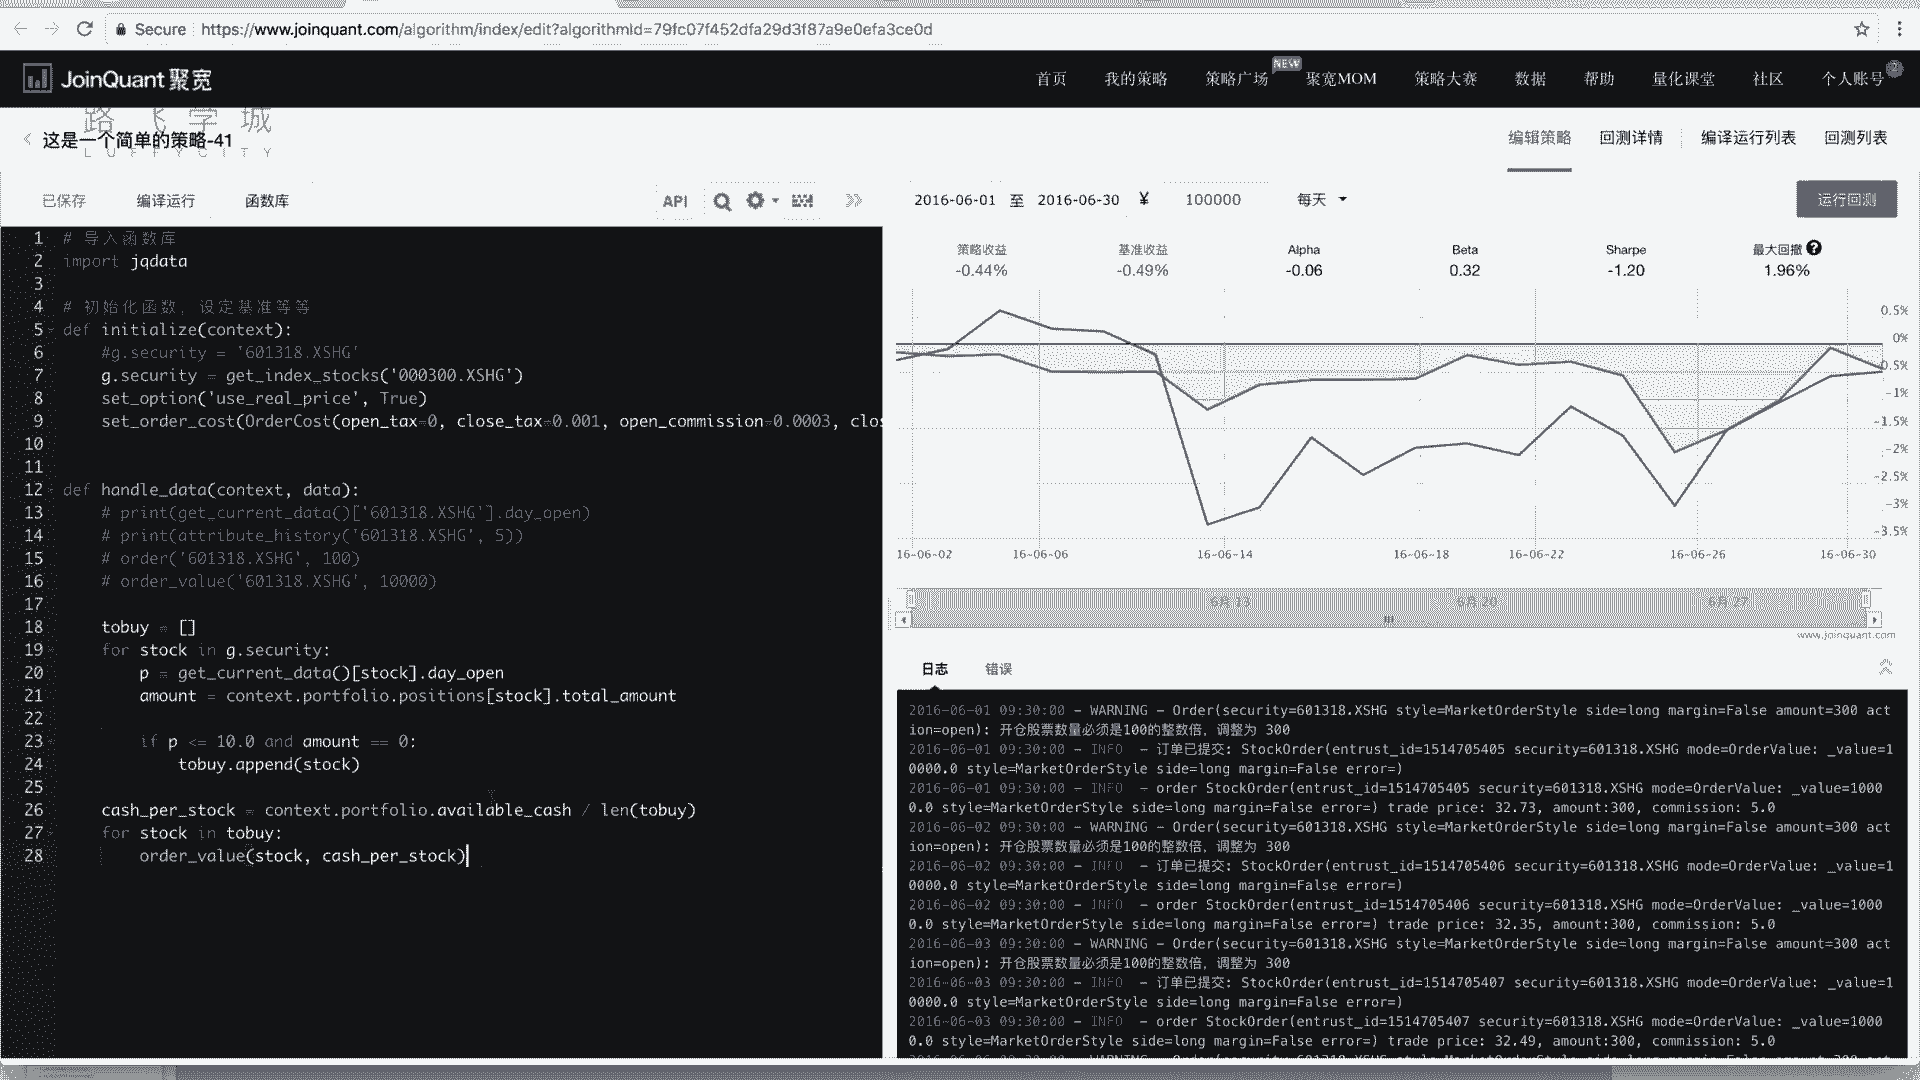 Secure https://www.joinquant.com/algorithm/index/edit?algorithmId=79fc07f452dfa29d3f87a9e0efa3ce0d
JoinQuant 聚宽
首页 我的策略 策略广场 NEW 聚宽MOM 策略大赛 数据 帮助 量化课堂 社区 个人账号
路飞学城
LUFFYCITY
这是一个简单的策略-41
编辑策略 回测详情 编译运行列表 回测列表
已保存 编译运行 函数库 API
2016-06-01 至 2016-06-30 ¥ 100000 每天 运行回测
1 # 导入函数库
2 import jqdata
3
4 # 初始化函数，设定基准等等
5 def initialize(context):
6 #g.security = '601318.XSHG'
7 g.security = get_index_stocks('000300.XSHG')
8 set_option('use_real_price', True)
9 set_order_cost(OrderCost(open_tax=0, close_tax=0.001, open_commission=0.0003, clos
10
11
12 def handle_data(context, data):
13 # print(get_current_data()['601318.XSHG'].day_open)
14 # print(attribute_history('601318.XSHG', 5))
15 # order('601318.XSHG', 100)
16 # order_value('601318.XSHG', 10000)
17
18 tobuy = []
19 for stock in g.security:
20 p = get_current_data()[stock].day_open
21 amount = context.portfolio.positions[stock].total_amount
22
23 if p <= 10.0 and amount == 0:
24 tobuy.append(stock)
25
26 cash_per_stock = context.portfolio.available_cash / len(tobuy)
27 for stock in tobuy:
28 order_value(stock, cash_per_stock)
策略收益 基准收益 Alpha Beta Sharpe 最大回撤 ?
-0.44% -0.49% -0.06 0.32 -1.20 1.96%
0.5%
0%
-0.5%
-1%
-1.5%
-2%
-2.5%
-3%
-3.5%
16-06-02 16-06-06 16-06-14 16-06-18 16-06-22 16-06-26 16-06-30
6月 13 6月 20 6月 27
www.joinquant.com
日志 错误
2016-06-01 09:30:00 - WARNING - Order(security=601318.XSHG style=MarketOrderStyle side=long margin=False amount=300 act
ion=open): 开仓股票数量必须是100的整数倍，调整为 300
2016-06-01 09:30:00 - INFO - 订单已提交: StockOrder(entrust_id=1514705405 security=601318.XSHG mode=OrderValue: _value=1
0000.0 style=MarketOrderStyle side=long margin=False error=)
2016-06-01 09:30:00 - INFO - order StockOrder(entrust_id=1514705405 security=601318.XSHG mode=OrderValue: _value=1000
0.0 style=MarketOrderStyle side=long margin=False error=) trade price: 32.73, amount:300, commission: 5.0
2016-06-02 09:30:00 - WARNING - Order(security=601318.XSHG style=MarketOrderStyle side=long margin=False amount=300 act
ion=open): 开仓股票数量必须是100的整数倍，调整为 300
2016-06-02 09:30:00 - INFO - 订单已提交: StockOrder(entrust_id=1514705406 security=601318.XSHG mode=OrderValue: _value=1
0000.0 style=MarketOrderStyle side=long margin=False error=)
2016-06-02 09:30:00 - INFO - order StockOrder(entrust_id=1514705406 security=601318.XSHG mode=OrderValue: _value=1000
0.0 style=MarketOrderStyle side=long margin=False error=) trade price: 32.35, amount:300, commission: 5.0
2016-06-03 09:30:00 - WARNING - Order(security=601318.XSHG style=MarketOrderStyle side=long margin=False amount=300 act
ion=open): 开仓股票数量必须是100的整数倍，调整为 300
2016-06-03 09:30:00 - INFO - 订单已提交: StockOrder(entrust_id=1514705407 security=601318.XSHG mode=OrderValue: _value=1
0000.0 style=MarketOrderStyle side=long margin=False error=)
2016-06-03 09:30:00 - INFO - order StockOrder(entrust_id=1514705407 security=601318.XSHG mode=OrderValue: _value=1000
0.0 style=MarketOrderStyle side=long margin=False error=) trade price: 32.49, amount:300, commission: 5.0